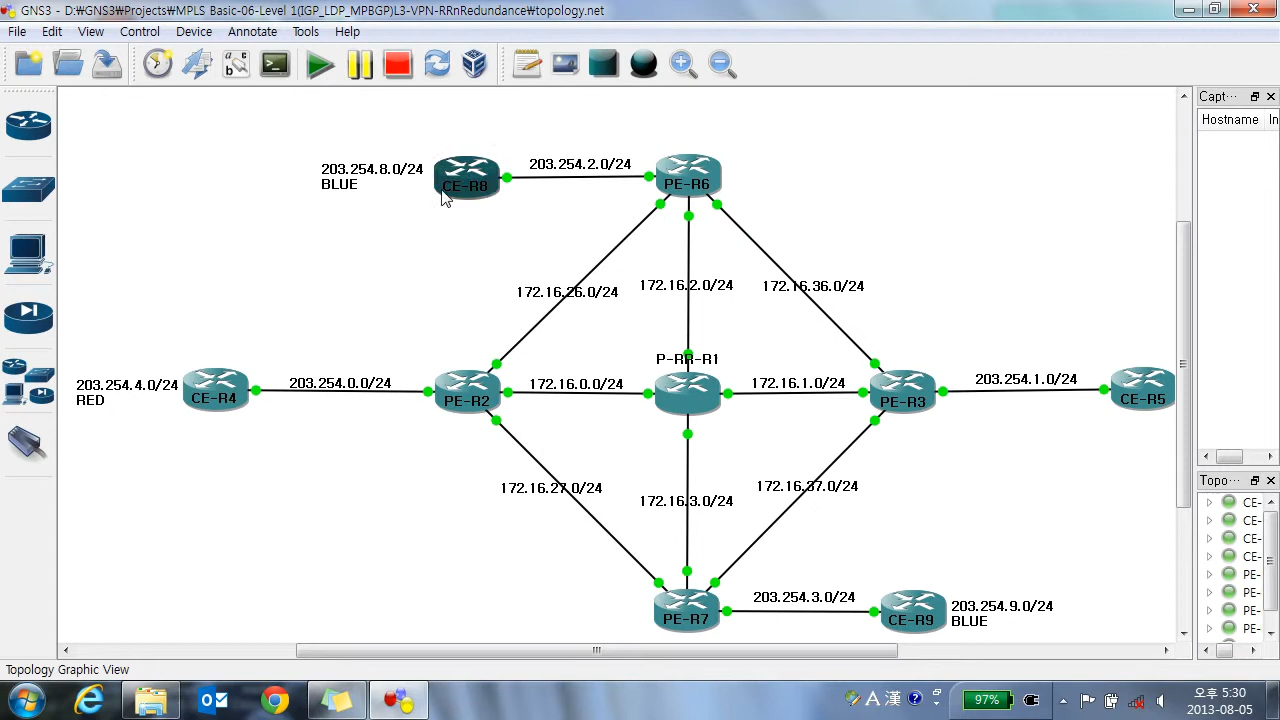 GNS3 - D:₩GNS3₩Projects₩MPLS Basic-06-Level 1(IGP_LDP_MPBGP)L3-VPN-RRnRedundance₩topology.net
File Edit View Control Device Annotate Tools Help
Capt···
Hostname In
203.254.8.0/24
BLUE
CE-R8
203.254.2.0/24
PE-R6
172.16.26.0/24
172.16.2.0/24
172.16.36.0/24
P-RR-R1
203.254.4.0/24
RED
CE-R4
203.254.0.0/24
PE-R2
172.16.0.0/24
172.16.1.0/24
PE-R3
203.254.1.0/24
CE-R5
172.16.27.0/24
172.16.3.0/24
172.16.37.0/24
Topo···
CE-
CE-
CE-
CE-
PE-
PE-
PE-
PE-
PE-R7
203.254.3.0/24
CE-R9
203.254.9.0/24
BLUE
Topology Graphic View
A 漢
97%
오후 5:30
2013-08-05